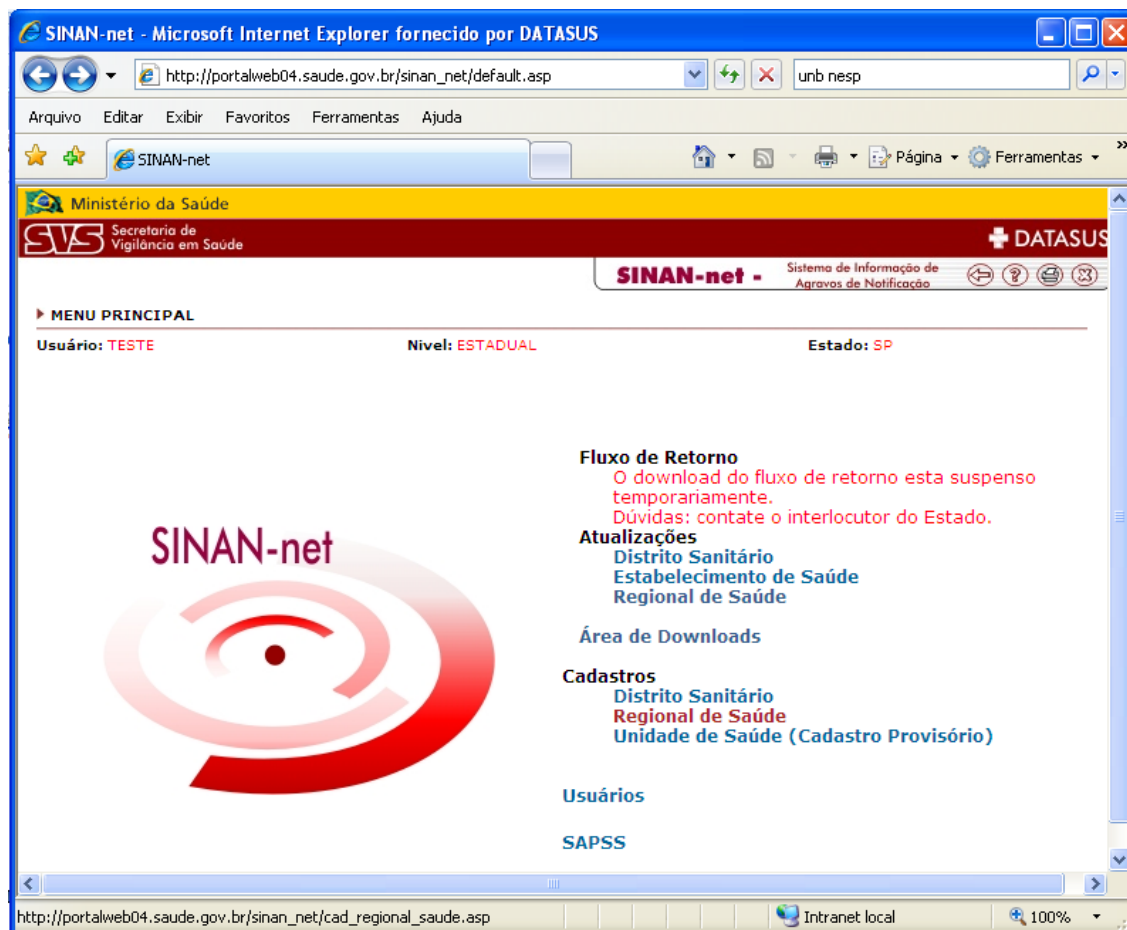 SINAN-net - Microsoft Internet Explorer fornecido por DATASUS
http://portalweb04.saude.gov.br/sinan_net/default.asp
unb nesp
Arquivo Editar Exibir Favoritos Ferramentas Ajuda
SINAN-net
Página
Ferramentas
Ministério da Saúde
SVS
Secretaria de
Vigilância em Saúde
DATASUS
SINAN-net -
Sistema de Informação de
Agravos de Notificação
MENU PRINCIPAL
Usuário: TESTE Nivel: ESTADUAL Estado: SP
Fluxo de Retorno
O download do fluxo de retorno esta suspenso
temporariamente.
Dúvidas: contate o interlocutor do Estado.
Atualizações
Distrito Sanitário
Estabelecimento de Saúde
Regional de Saúde
Área de Downloads
SINAN-net
Cadastros
Distrito Sanitário
Regional de Saúde
Unidade de Saúde (Cadastro Provisório)
Usuários
SAPSS
http://portalweb04.saude.gov.br/sinan_net/cad_regional_saude.asp
Intranet local
100%